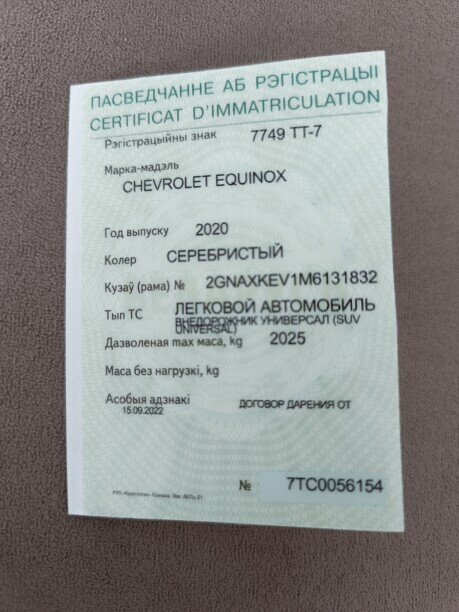 ПАСВЕДЧАННЕ АБ РЭГІСТРАЦЫІ
CERTIFICAT D'IMMATRICULATION
Рэгістрацыйны знак 7749 TT-7
Марка-мадэль
CHEVROLET EQUINOX
Год выпуску 2020
Колер СЕРЕБРИСТЫЙ
Кузаў (рама) № 2GNAXKEV1M6131832
Тып ТС ЛЕГКОВОЙ АВТОМОБИЛЬ
ВНЕДОРОЖНИК УНИВЕРСАЛ (SUV
UNIVERSAL)
Дазволеная max маса, kg 2025
Маса без нагрузкі, kg
Асобыя адзнакі
15.09.2022 ДОГОВОР ДАРЕНИЯ ОТ
№ 7TC0056154